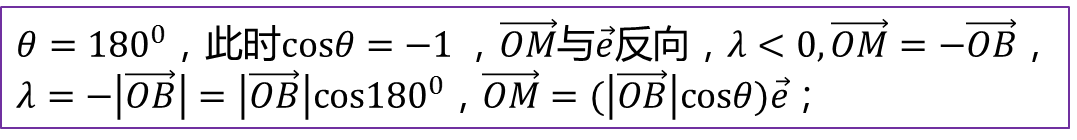 θ = 180⁰，此时cosθ = −1 ，\overrightarrow{OM}与\vec{e}反向，λ < 0, \overrightarrow{OM} = −\overrightarrow{OB}，
λ = −|\overrightarrow{OB}| = |\overrightarrow{OB}|cos180⁰，\overrightarrow{OM} = (|\overrightarrow{OB}|cosθ)\vec{e}；